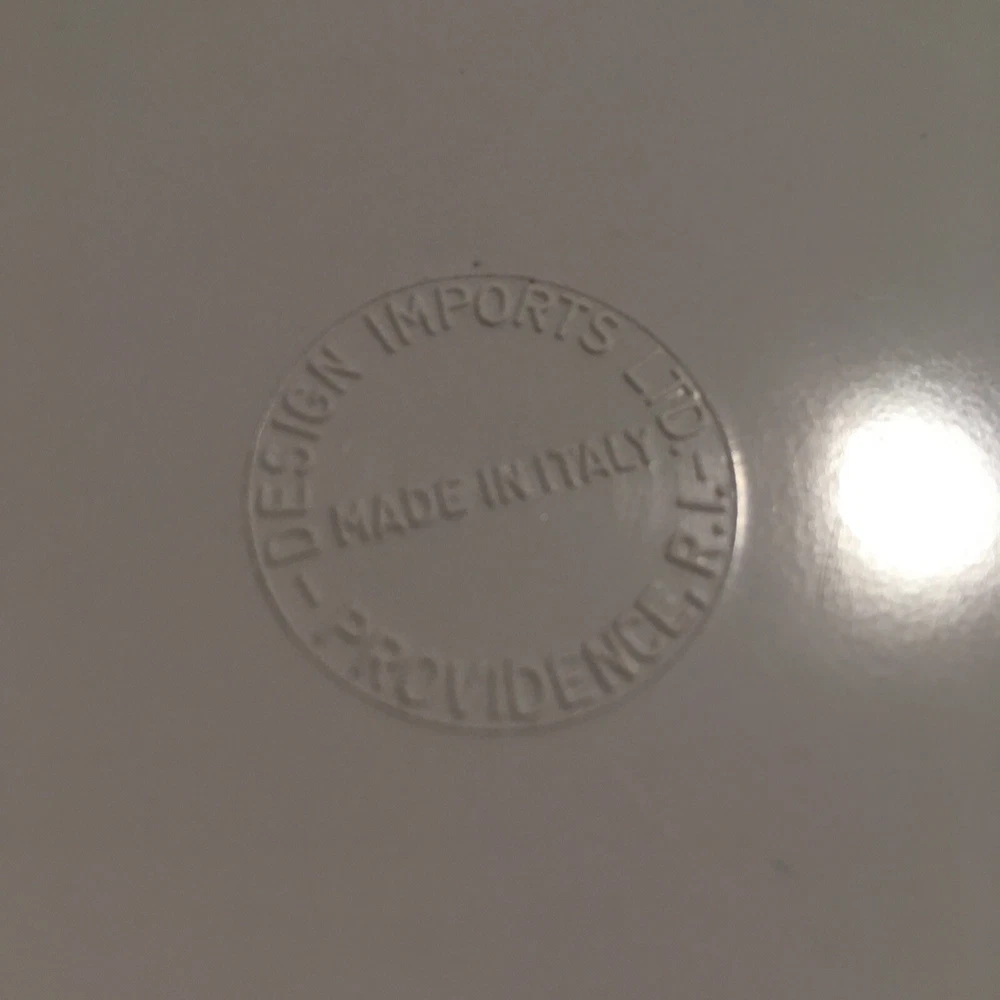 DESIGN IMPORTS LTD.
MADE IN ITALY
— PROVIDENCE, R.I. —